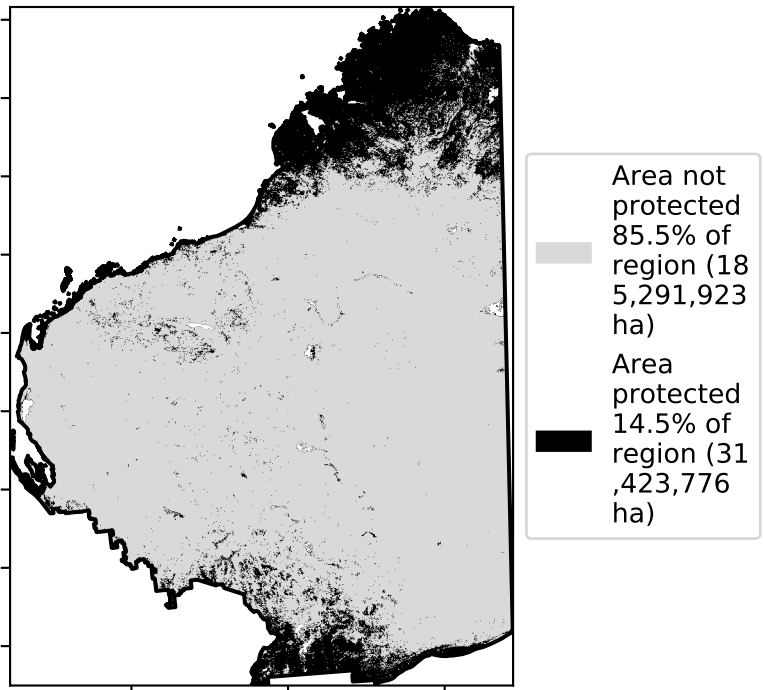 Area not
protected
85.5% of
region (18
5,291,923
ha)
Area
protected
14.5% of
region (31
,423,776
ha)